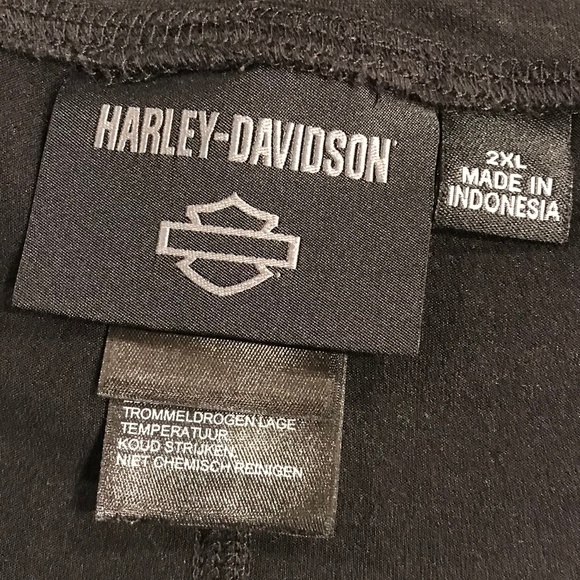 HARLEY-DAVIDSON
2XL
MADE IN
INDONESIA
TROMMELDROGEN LAGE
TEMPERATUUR
KOUD STRIJKEN,
NIET CHEMISCH REINIGEN